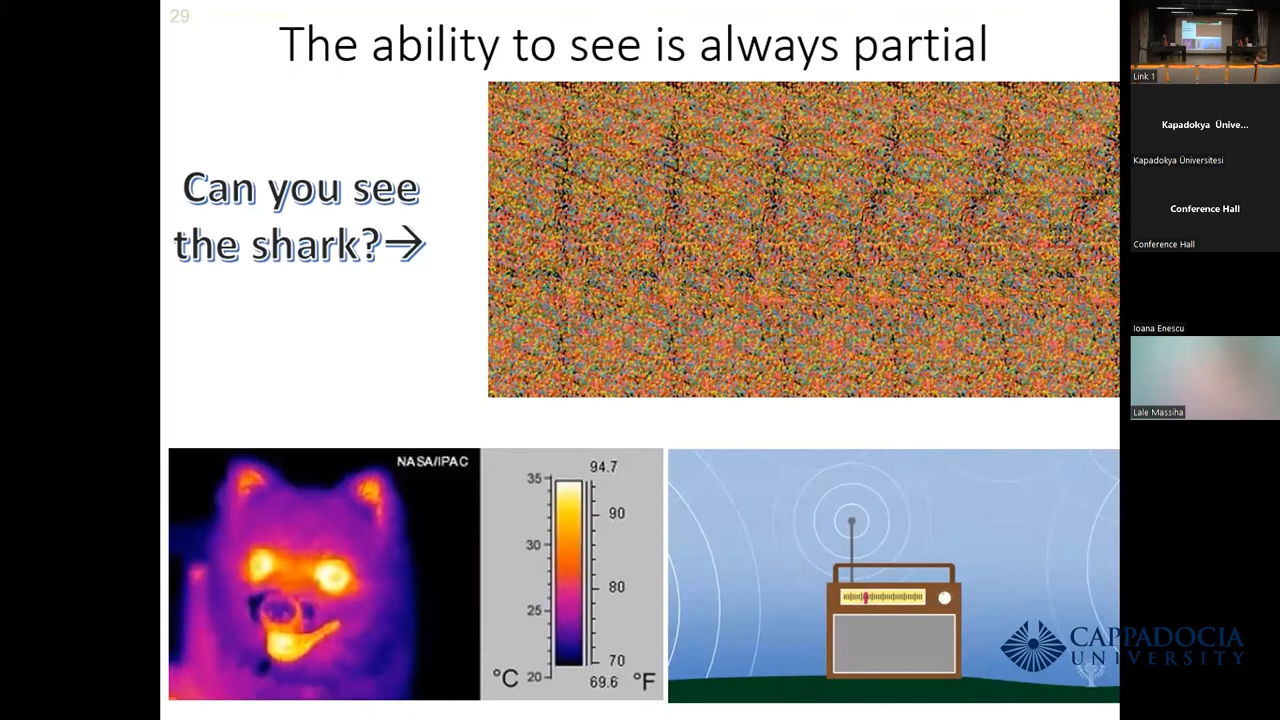 29
The ability to see is always partial
Can you see
the shark?→
NASA/IPAC
94.7
35
90
30
80
25
70
20
69.6
°C
°F
CAPPADOCIA
UNIVERSITY
Link 1
Kapadokya Ünive...
Kapadokya Üniversitesi
Conference Hall
Conference Hall
Ioana Enescu
Lale Massiha